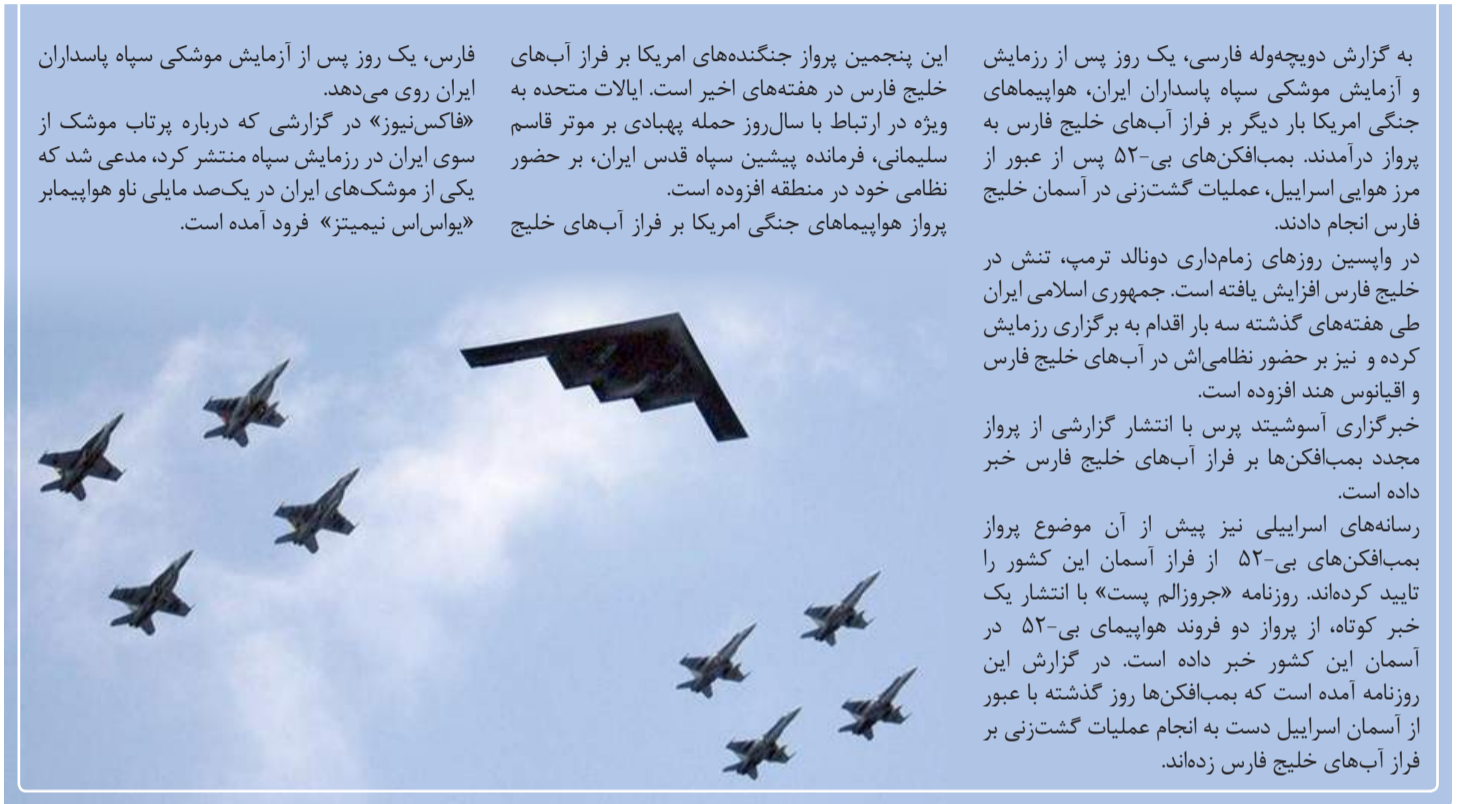 به گزارش دویچه‌وله فارسی، یک روز پس از رزمایش
و آزمایش موشکی سپاه پاسداران ایران، هواپیماهای
جنگی امریکا بار دیگر بر فراز آب‌های خلیج فارس به
پرواز درآمدند. بمب‌افکن‌های بی-۵۲ پس از عبور از
مرز هوایی اسراییل، عملیات گشت‌زنی در آسمان خلیج
فارس انجام دادند.
در واپسین روزهای زمام‌داری دونالد ترمپ، تنش در
خلیج فارس افزایش یافته است. جمهوری اسلامی ایران
طی هفته‌های گذشته سه بار اقدام به برگزاری رزمایش
کرده و نیز بر حضور نظامی‌اش در آب‌های خلیج فارس
و اقیانوس هند افزوده است.
خبرگزاری آسوشیتد پرس با انتشار گزارشی از پرواز
مجدد بمب‌افکن‌ها بر فراز آب‌های خلیج فارس خبر
داده است.
رسانه‌های اسراییلی نیز پیش از آن موضوع پرواز
بمب‌افکن‌های بی-۵۲ از فراز آسمان این کشور را
تایید کرده‌اند. روزنامه «جروزالم پست» با انتشار یک
خبر کوتاه، از پرواز دو فروند هواپیمای بی-۵۲ در
آسمان این کشور خبر داده است. در گزارش این
روزنامه آمده است که بمب‌افکن‌ها روز گذشته با عبور
از آسمان اسراییل دست به انجام عملیات گشت‌زنی بر
فراز آب‌های خلیج فارس زده‌اند.
این پنجمین پرواز جنگنده‌های امریکا بر فراز آب‌های
خلیج فارس در هفته‌های اخیر است. ایالات متحده به
ویژه در ارتباط با سال‌روز حمله پهبادی بر موتر قاسم
سلیمانی، فرمانده پیشین سپاه قدس ایران، بر حضور
نظامی خود در منطقه افزوده است.
پرواز هواپیماهای جنگی امریکا بر فراز آب‌های خلیج
فارس، یک روز پس از آزمایش موشکی سپاه پاسداران
ایران روی می‌دهد.
«فاکس‌نیوز» در گزارشی که درباره پرتاب موشک از
سوی ایران در رزمایش سپاه منتشر کرد، مدعی شد که
یکی از موشک‌های ایران در یک‌صد مایلی ناو هواپیمابر
«یواس‌اس نیمیتز» فرود آمده است.